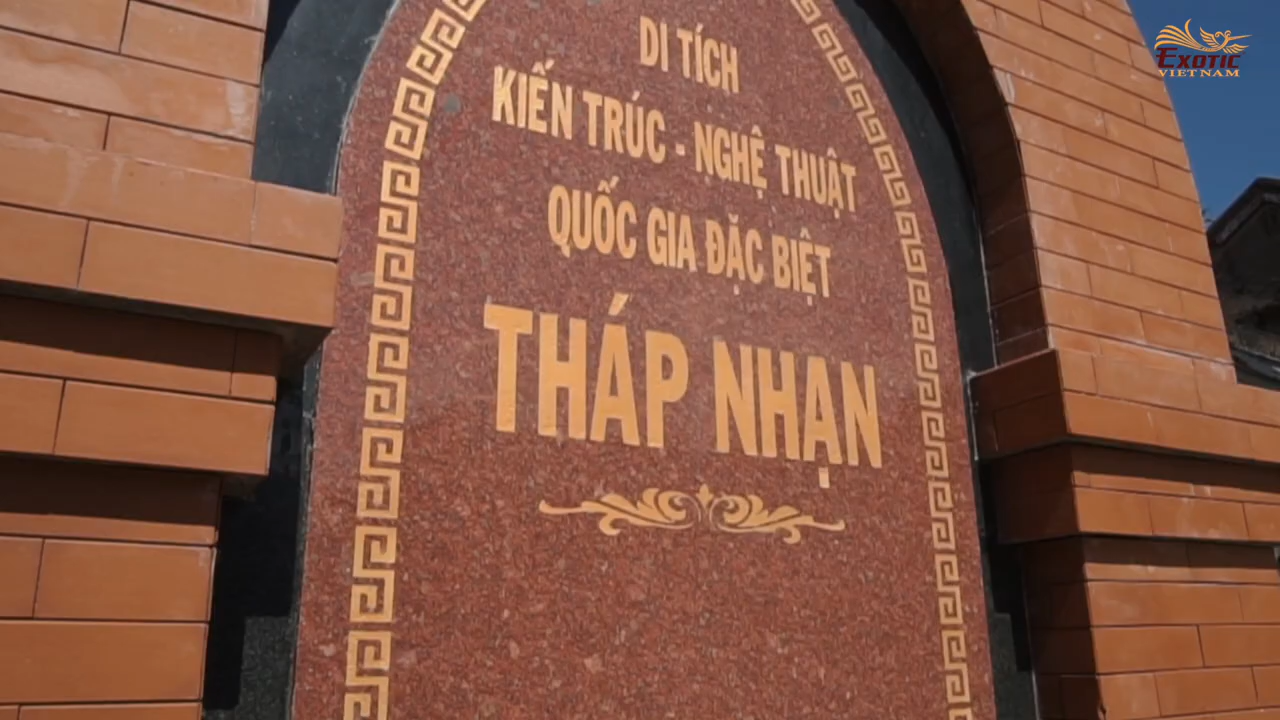 DI TÍCH
KIẾN TRÚC - NGHỆ THUẬT
QUỐC GIA ĐẶC BIỆT
THÁP NHẠN
EXOTIC
VIETNAM